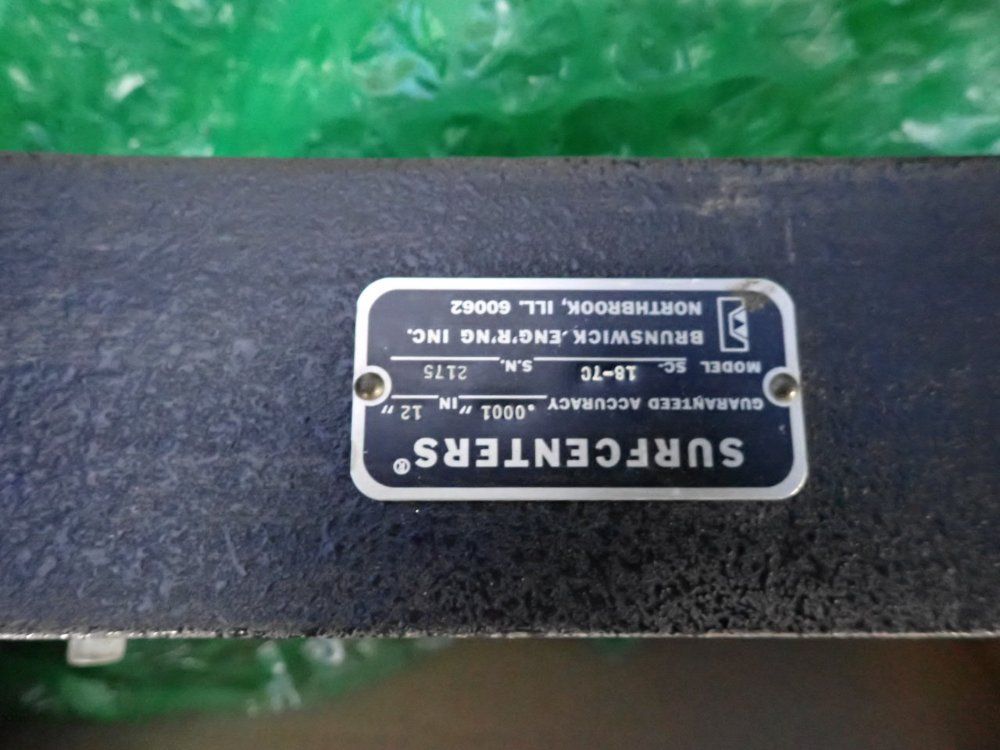 SURFCENTERS®
GUARANTEED ACCURACY .0001 " IN 12 "
MODEL SC- 18-7C S.N. 2175
BRUNSWICK ENG'R'NG INC.
NORTHBROOK, ILL. 60062